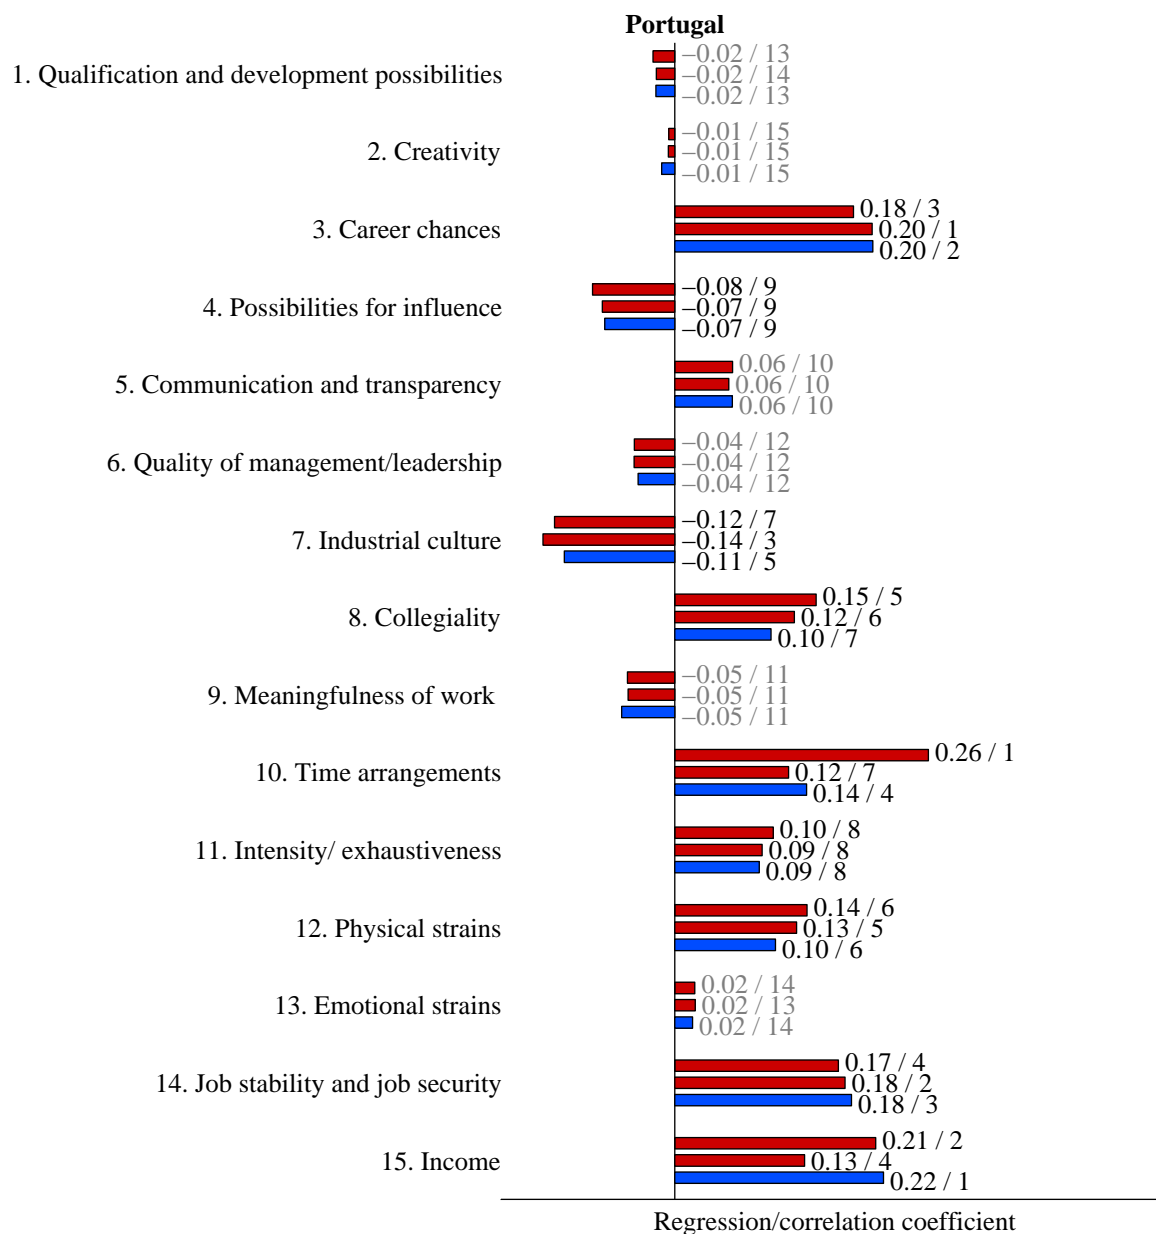 Portugal
1. Qualification and development possibilities
–0.02 / 13
–0.02 / 14
–0.02 / 13
2. Creativity
–0.01 / 15
–0.01 / 15
–0.01 / 15
3. Career chances
0.18 / 3
0.20 / 1
0.20 / 2
4. Possibilities for influence
–0.08 / 9
–0.07 / 9
–0.07 / 9
5. Communication and transparency
0.06 / 10
0.06 / 10
0.06 / 10
6. Quality of management/leadership
–0.04 / 12
–0.04 / 12
–0.04 / 12
7. Industrial culture
–0.12 / 7
–0.14 / 3
–0.11 / 5
8. Collegiality
0.15 / 5
0.12 / 6
0.10 / 7
9. Meaningfulness of work
–0.05 / 11
–0.05 / 11
–0.05 / 11
10. Time arrangements
0.26 / 1
0.12 / 7
0.14 / 4
11. Intensity/ exhaustiveness
0.10 / 8
0.09 / 8
0.09 / 8
12. Physical strains
0.14 / 6
0.13 / 5
0.10 / 6
13. Emotional strains
0.02 / 14
0.02 / 13
0.02 / 14
14. Job stability and job security
0.17 / 4
0.18 / 2
0.18 / 3
15. Income
0.21 / 2
0.13 / 4
0.22 / 1
Regression/correlation coefficient